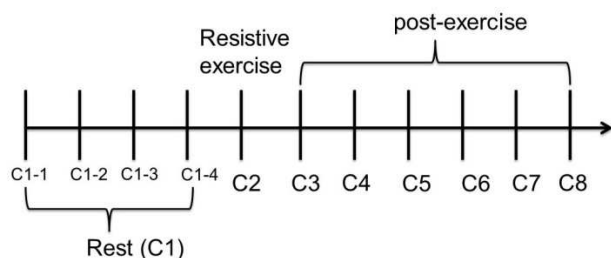 Resistive
exercise
post-exercise
C1-1 C1-2 C1-3 C1-4 C2 C3 C4 C5 C6 C7 C8
Rest (C1)